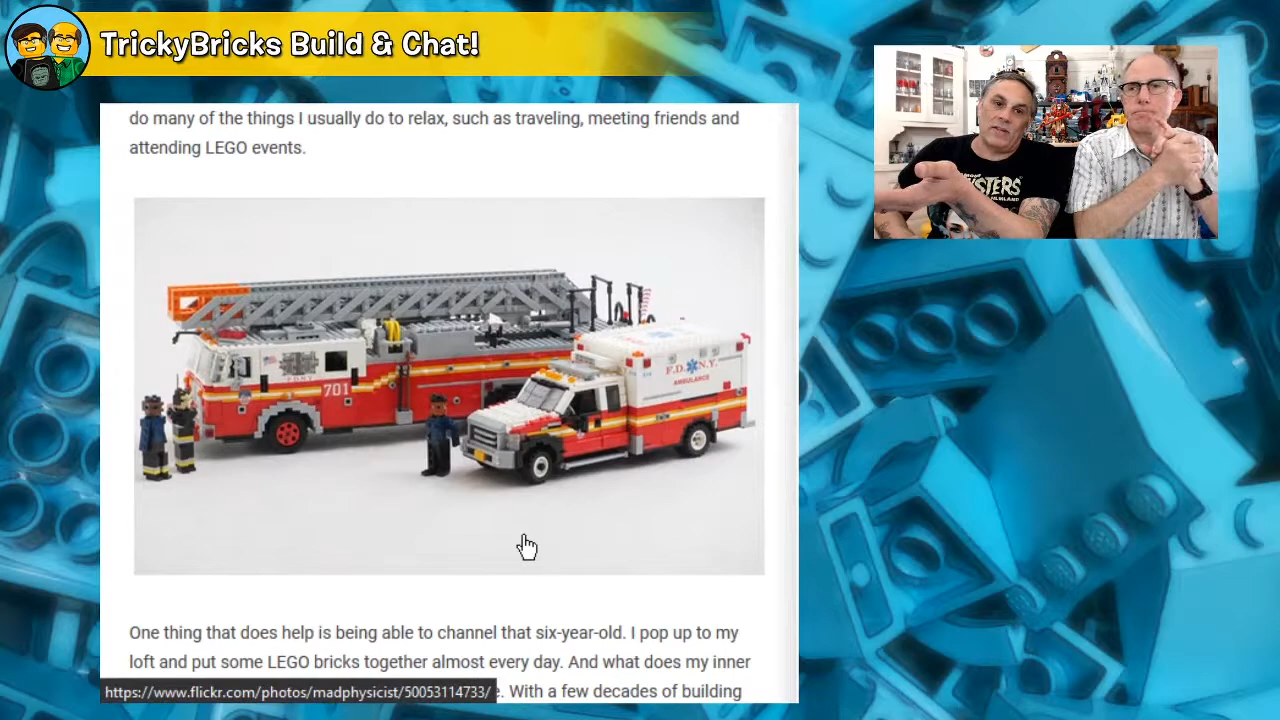 TrickyBricks Build & Chat!
do many of the things I usually do to relax, such as traveling, meeting friends and
attending LEGO events.
STERS
701
F.D. N.Y.
AMBULANCE
One thing that does help is being able to channel that six-year-old. I pop up to my
loft and put some LEGO bricks together almost every day. And what does my inner
https://www.flickr.com/photos/madphysicist/50053114733/ e. With a few decades of building